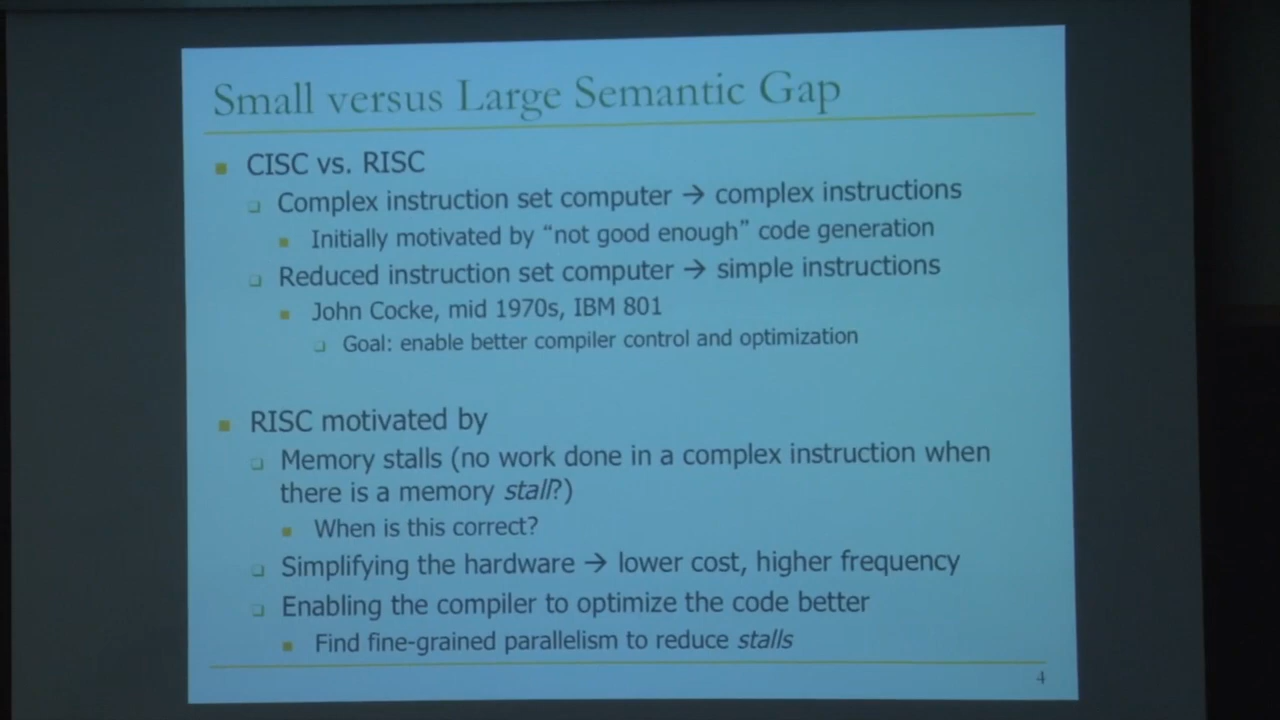 Small versus Large Semantic Gap
CISC vs. RISC
Complex instruction set computer → complex instructions
Initially motivated by “not good enough” code generation
Reduced instruction set computer → simple instructions
John Cocke, mid 1970s, IBM 801
Goal: enable better compiler control and optimization
RISC motivated by
Memory stalls (no work done in a complex instruction when
there is a memory stall?)
When is this correct?
Simplifying the hardware → lower cost, higher frequency
Enabling the compiler to optimize the code better
Find fine-grained parallelism to reduce stalls
4